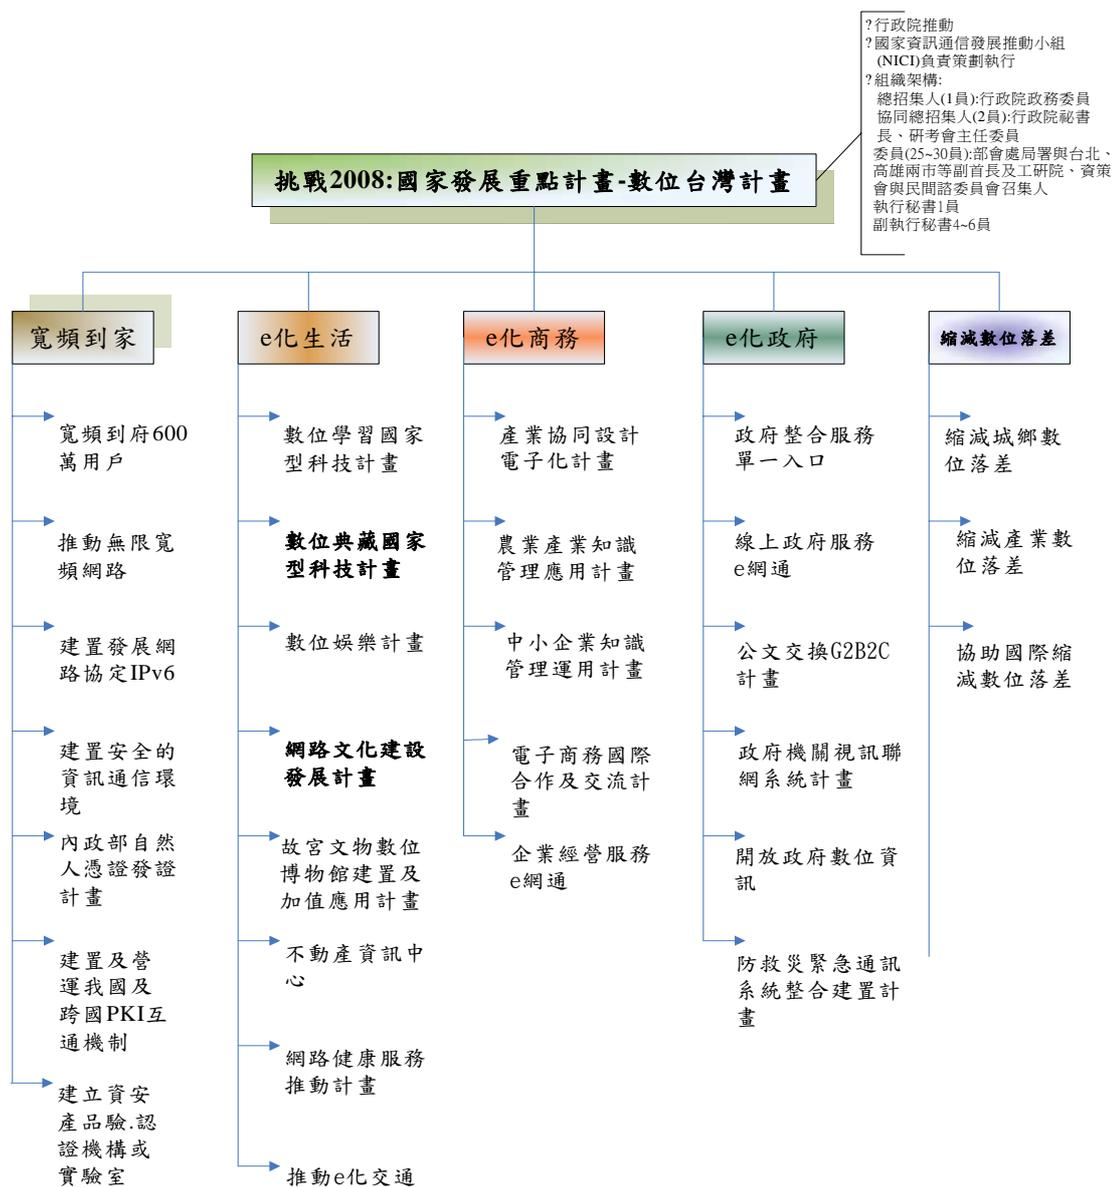 ?行政院推動
?國家資訊通信發展推動小組
(NICI)負責策劃執行
?組織架構:
總招集人(1員):行政院政務委員
協同總招集人(2員):行政院祕書
長、研考會主任委員
委員(25~30員):部會處局署與台北、
高雄兩市等副首長及工研院、資策
會與民間諮委員會召集人
執行秘書1員
副執行秘書4~6員
挑戰2008:國家發展重點計畫-數位台灣計畫
寬頻到家
寬頻到府600
萬用戶
推動無限寬
頻網路
建置發展網
路協定IPv6
建置安全的
資訊通信環
境
內政部自然
人憑證發證
計畫
建置及營
運我國及
跨國PKI互
通機制
建立資安
產品驗.認
證機構或
實驗室
e化生活
數位學習國家
型科技計畫
數位典藏國家
型科技計畫
數位娛樂計畫
網路文化建設
發展計畫
故宮文物數位
博物館建置及
加值應用計畫
不動產資訊中
心
網路健康服務
推動計畫
推動e化交通
e化商務
產業協同設計
電子化計畫
農業產業知識
管理應用計畫
中小企業知識
管理運用計畫
電子商務國際
合作及交流計
畫
企業經營服務
e網通
e化政府
政府整合服務
單一入口
線上政府服務
e網通
公文交換G2B2C
計畫
政府機關視訊聯
網系統計畫
開放政府數位資
訊
防救災緊急通訊
系統整合建置計
畫
縮減數位落差
縮減城鄉數
位落差
縮減產業數
位落差
協助國際縮
減數位落差